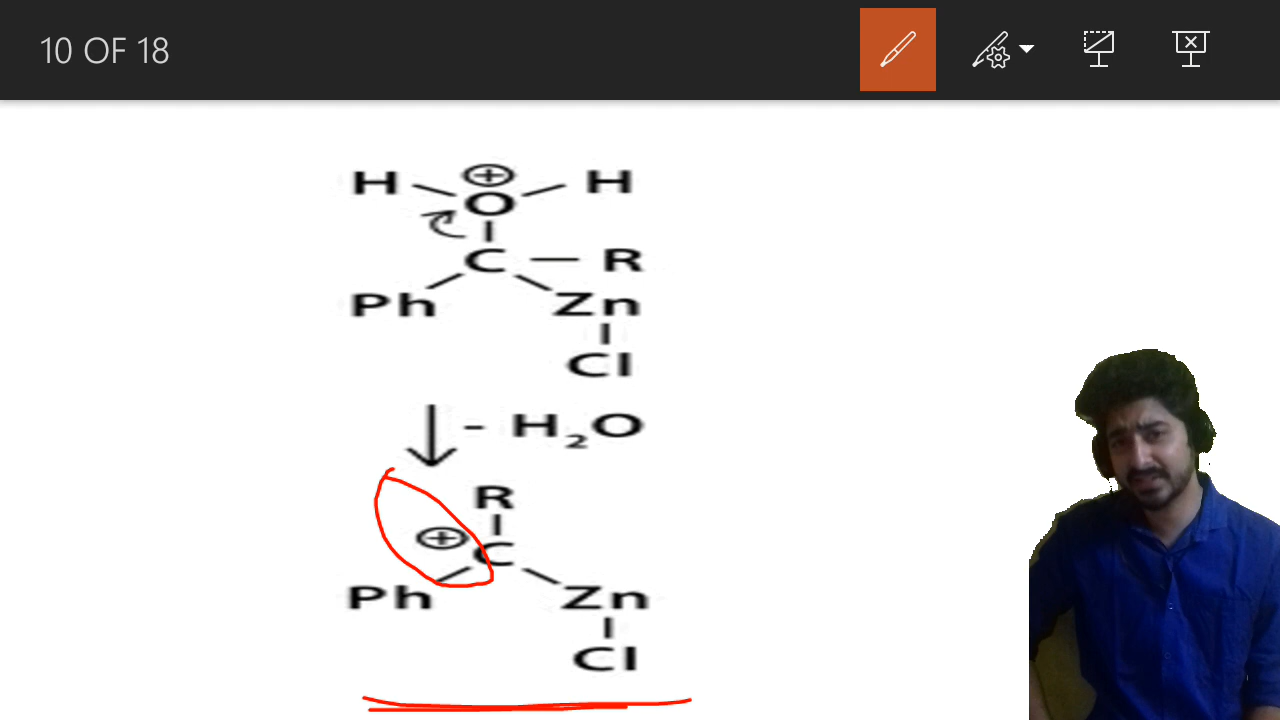 10 OF 18
H ⊕ H
O
C — R
Ph Zn
Cl
- H₂O
R
⊕ C
Ph Zn
Cl